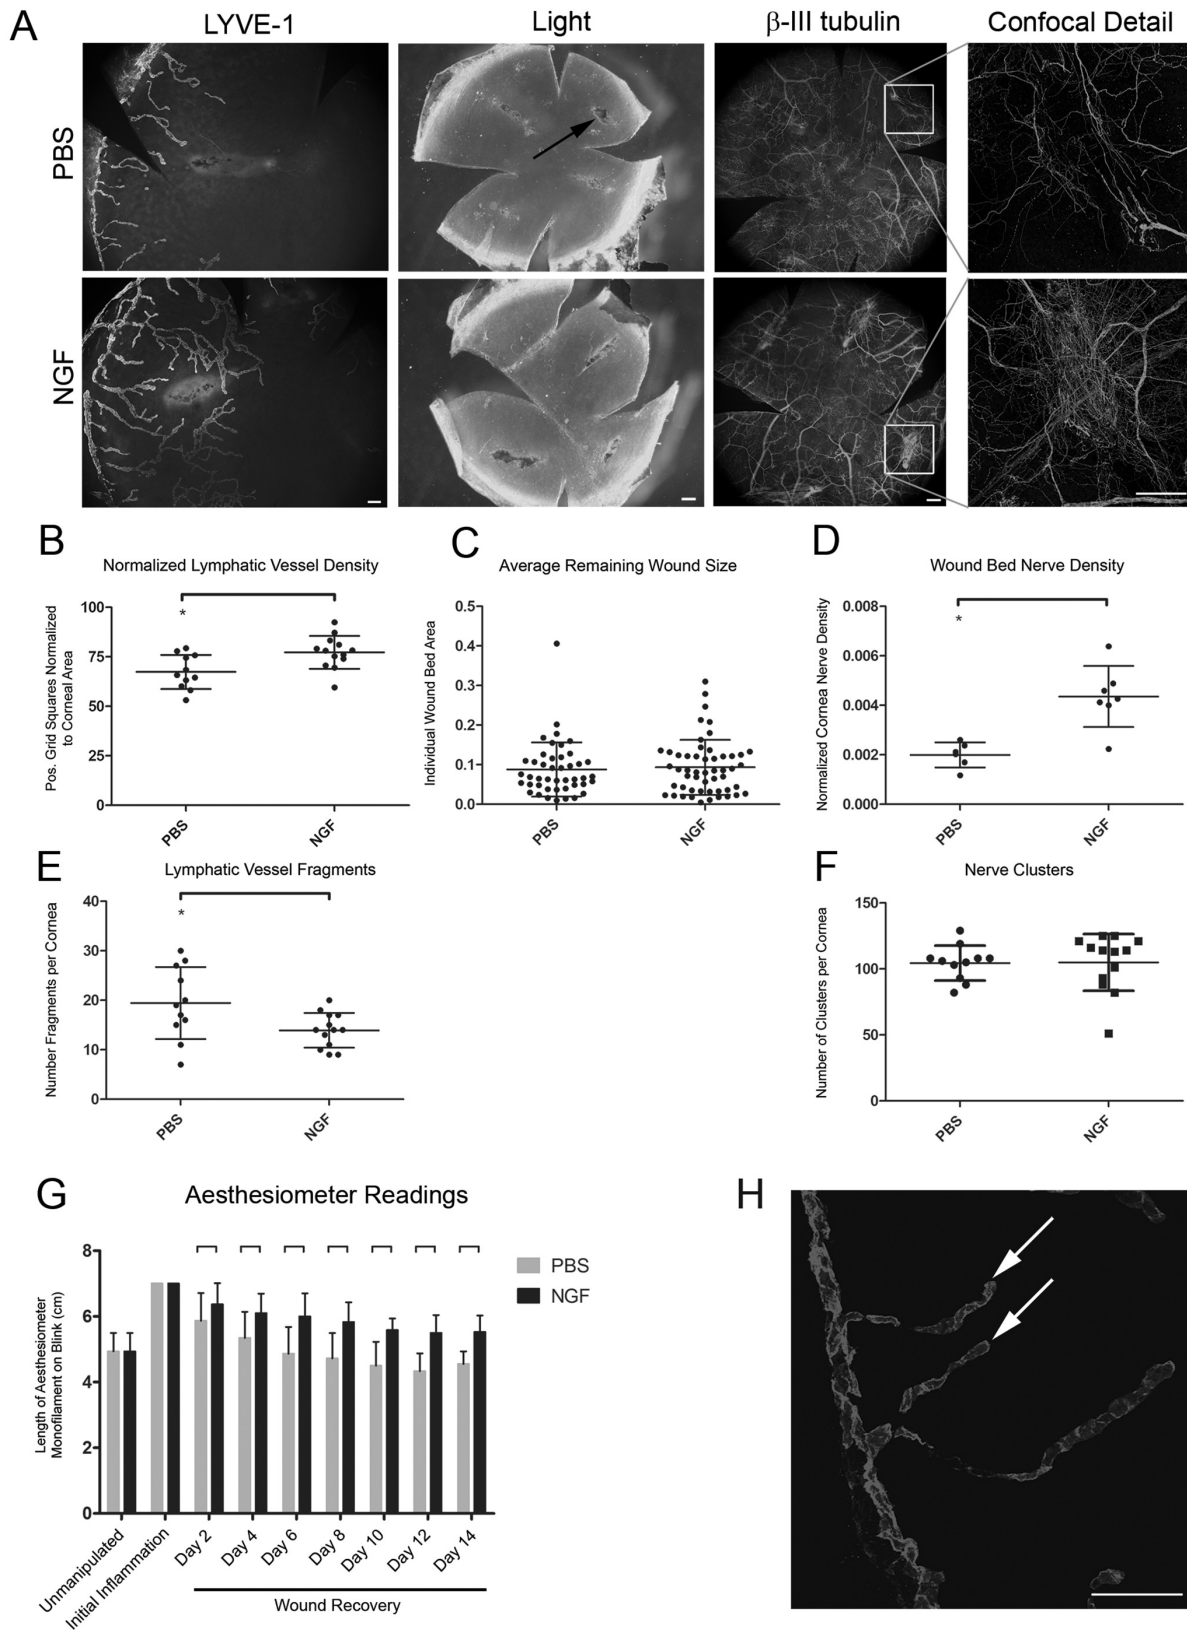 A
LYVE-1
Light
β-III tubulin
Confocal Detail
PBS
NGF
B
Normalized Lymphatic Vessel Density
Pos. Grid Squares Normalized
to Corneal Area
100
75
50
25
0
*
PBS
NGF
C
Average Remaining Wound Size
Individual Wound Bed Area
0.5
0.4
0.3
0.2
0.1
0.0
PBS
NGF
D
Wound Bed Nerve Density
Normalized Cornea Nerve Density
0.008
0.006
0.004
0.002
0.000
*
PBS
NGF
E
Lymphatic Vessel Fragments
Number Fragments per Cornea
40
30
20
10
0
*
PBS
NGF
F
Nerve Clusters
Number of Clusters per Cornea
150
100
50
0
PBS
NGF
G
Aesthesiometer Readings
Length of Aesthesiometer
Monofilament on Blink (cm)
8
6
4
2
0
PBS
NGF
Unmanipulated
Initial Inflammation
Day 2
Day 4
Day 6
Day 8
Day 10
Day 12
Day 14
Wound Recovery
H